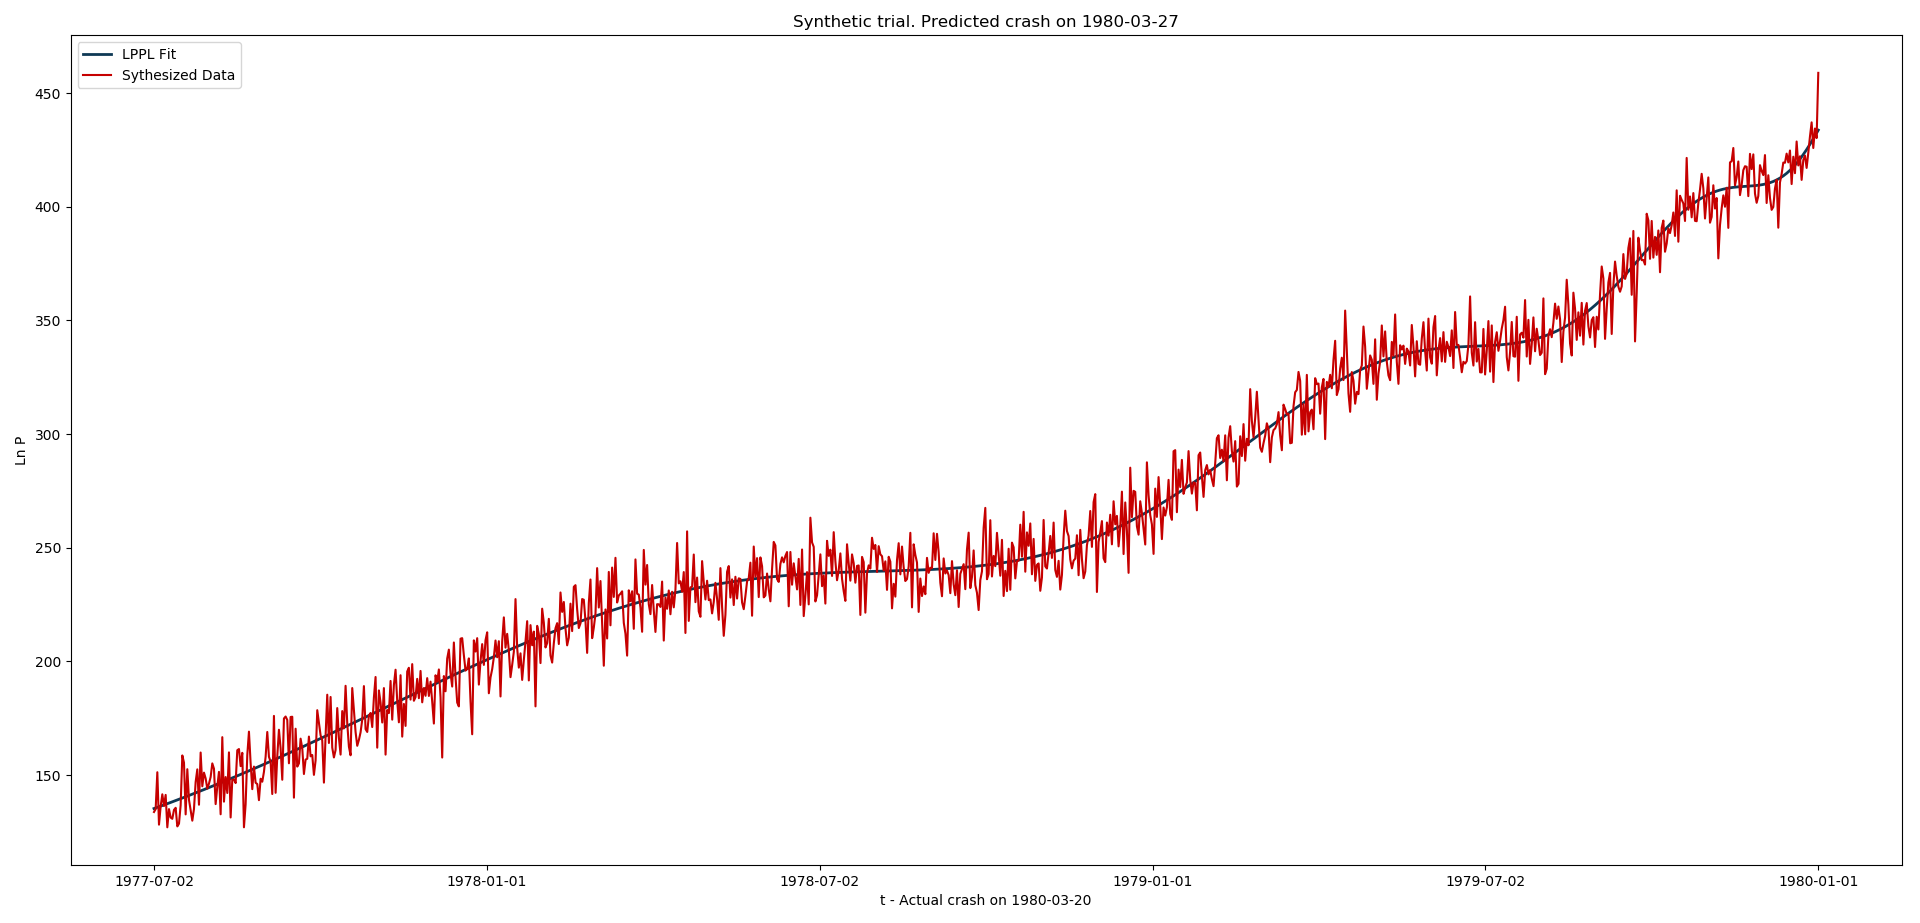 Synthetic trial. Predicted crash on 1980-03-27
LPPL Fit
Sythesized Data
450
400
350
300
250
200
150
Ln P
1977-07-02
1978-01-01
1978-07-02
1979-01-01
1979-07-02
1980-01-01
t - Actual crash on 1980-03-20